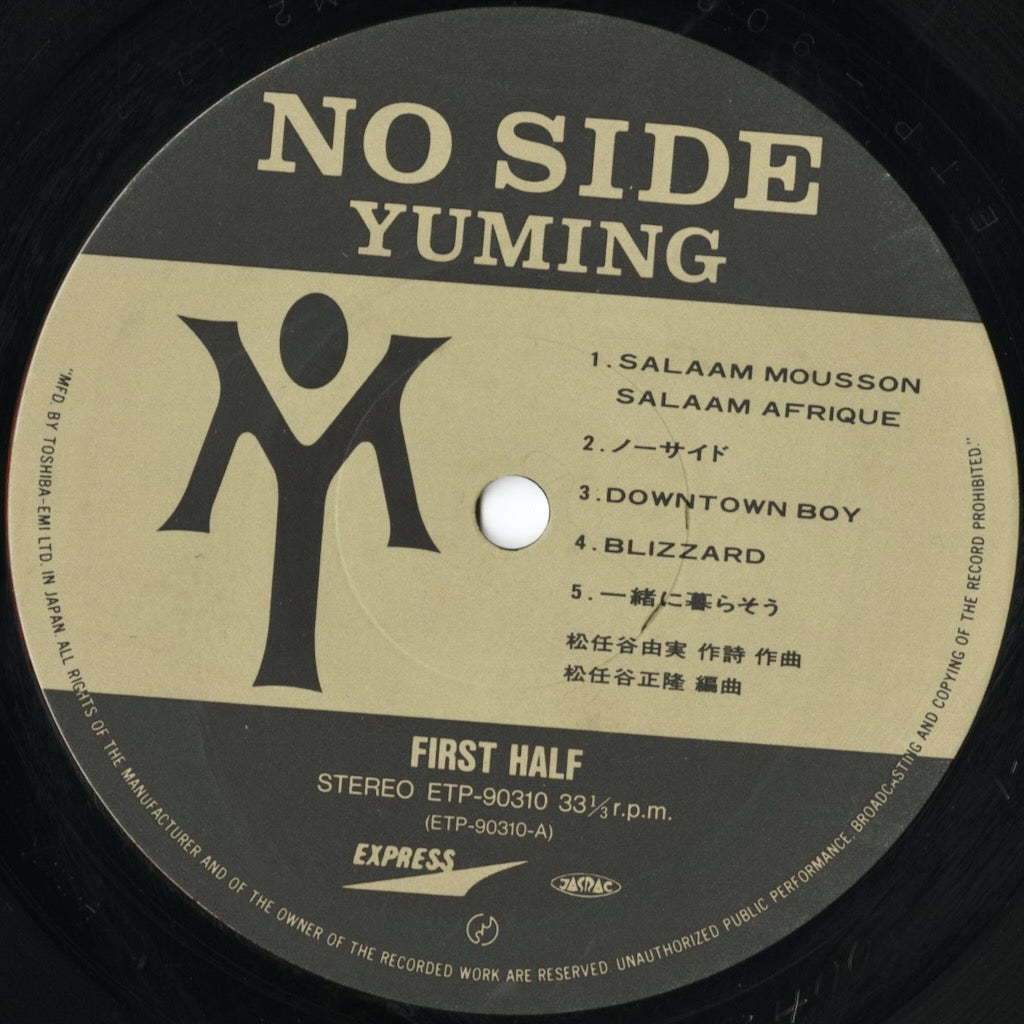 NO SIDE
YUMING
1.SALAAM MOUSSON
SALAAM AFRIQUE
2.ノーサイド
3.DOWNTOWN BOY
4.BLIZZARD
5.一緒に暮らそう
松任谷由実 作詩 作曲
松任谷正隆 編曲
FIRST HALF
STEREO ETP-90310 33⅓r.p.m.
(ETP-90310-A)
EXPRESS
JASRAC
"MFD. BY TOSHIBA-EMI LTD. IN JAPAN. ALL RIGHTS OF THE MANUFACTURER AND OF THE OWNER OF THE RECORDED WORK ARE RESERVED. UNAUTHORIZED PUBLIC PERFORMANCE, BROADCASTING AND COPYING OF THE RECORD PROHIBITED."